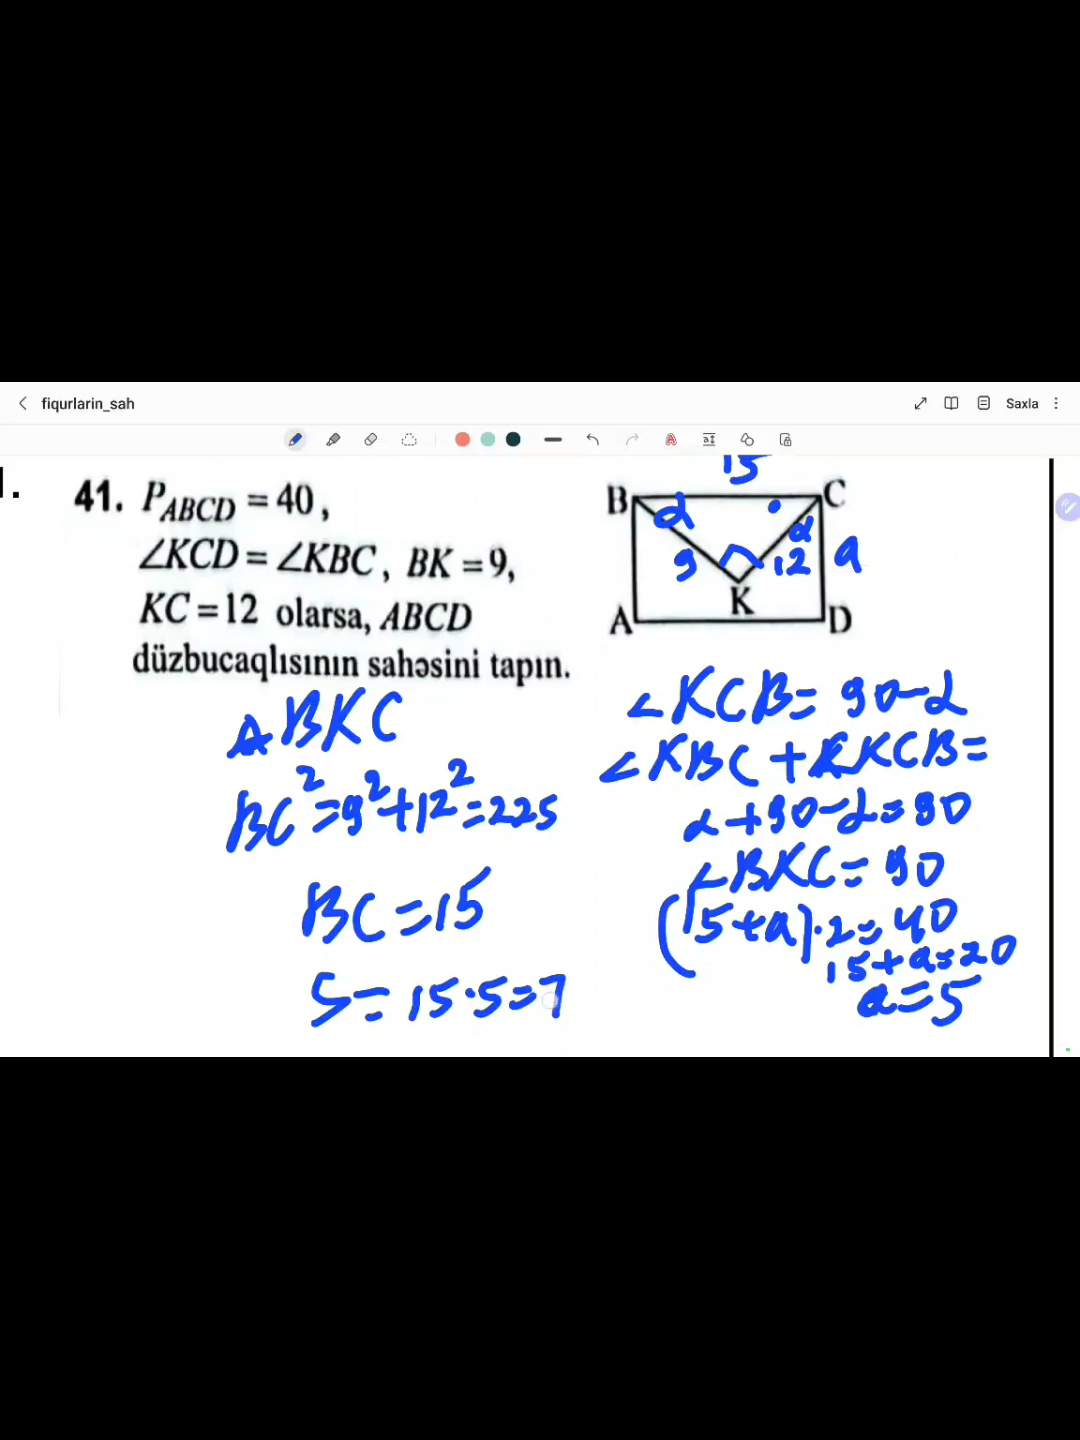 fiqurlarin_sah
Saxla
1.
41. P_ABCD = 40,
∠KCD = ∠KBC, BK = 9,
KC = 12 olarsa, ABCD
düzbucaqlısının sahəsini tapın.
15
B
C
α
α
9
12
a
K
A
D
∠KCB = 90-α
∠KBC + ∠KCB =
α+90-α=90
∠BKC = 90
(15+a)·2=40
15+a=20
a=5
△BKC
BC²=9²+12²=225
BC=15
S=15·5=7